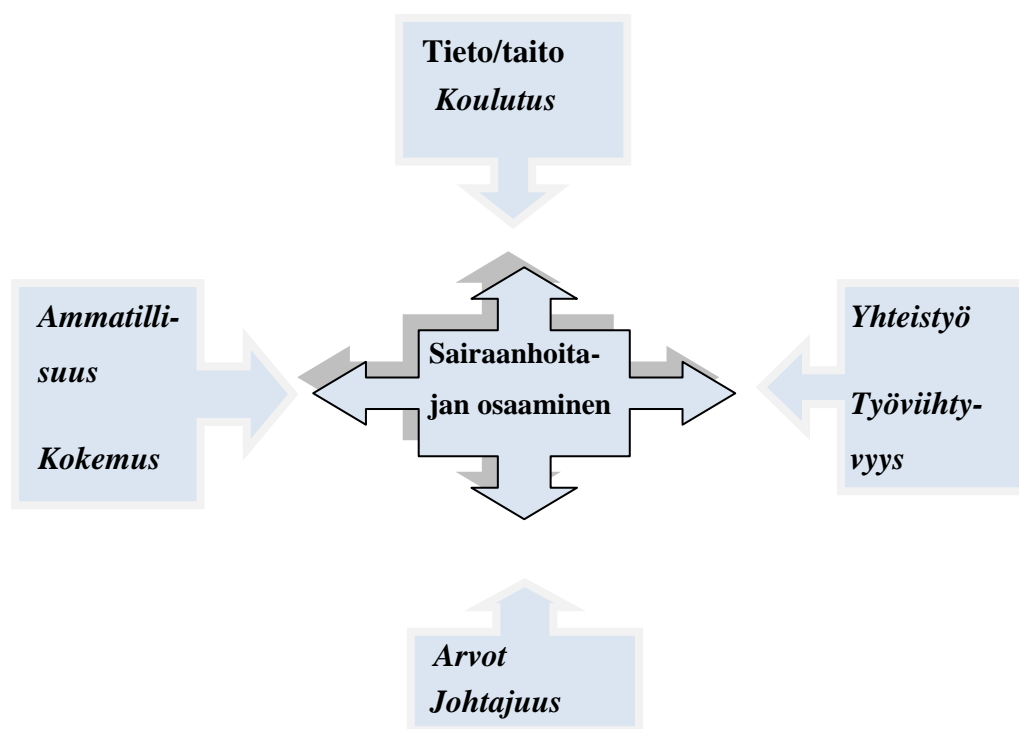 Tieto/taito
Koulutus
Ammatilli-
suus
Kokemus
Sairaanhoita-
jan osaaminen
Yhteistyö
Työviihty-
vyys
Arvot
Johtajuus